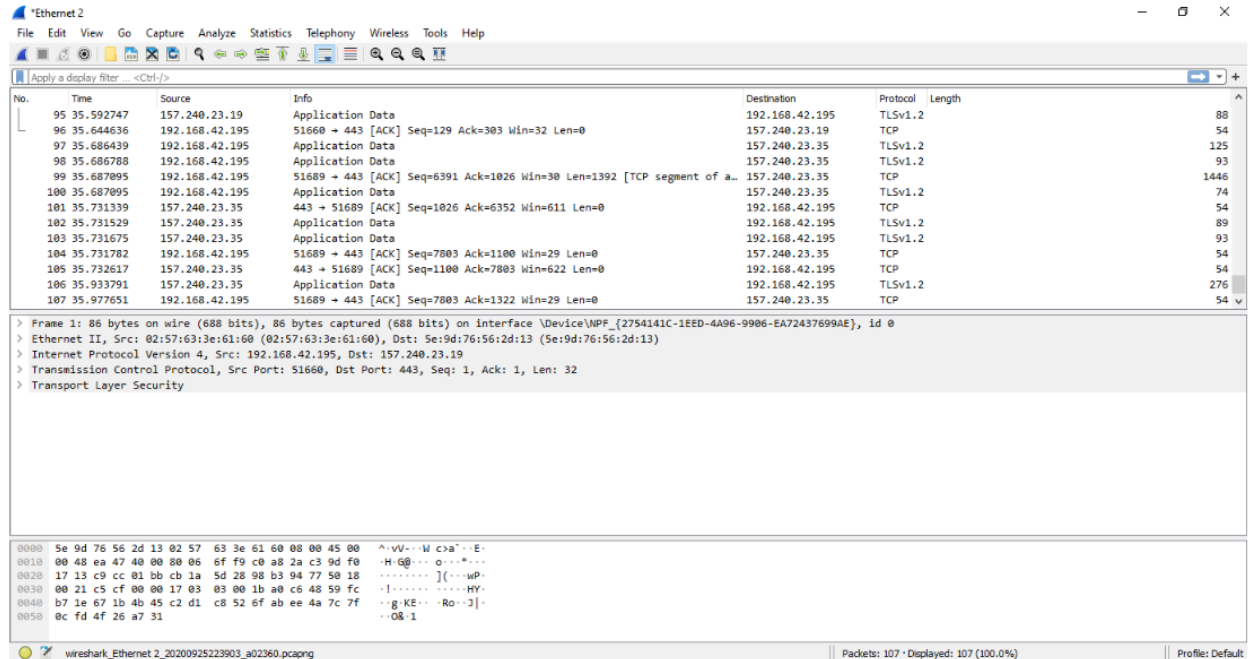 *Ethernet 2
File Edit View Go Capture Analyze Statistics Telephony Wireless Tools Help
Apply a display filter ... <Ctrl-/>
No. Time Source Info Destination Protocol Length
95 35.592747 157.240.23.19 Application Data 192.168.42.195 TLSv1.2 88
96 35.644636 192.168.42.195 51660 → 443 [ACK] Seq=129 Ack=303 Win=32 Len=0 157.240.23.19 TCP 54
97 35.686439 192.168.42.195 Application Data 157.240.23.35 TLSv1.2 125
98 35.686788 192.168.42.195 Application Data 157.240.23.35 TLSv1.2 93
99 35.687095 192.168.42.195 51689 → 443 [ACK] Seq=6391 Ack=1026 Win=30 Len=1392 [TCP segment of a… 157.240.23.35 TCP 1446
100 35.687095 192.168.42.195 Application Data 157.240.23.35 TLSv1.2 74
101 35.731339 157.240.23.35 443 → 51689 [ACK] Seq=1026 Ack=6352 Win=611 Len=0 192.168.42.195 TCP 54
102 35.731529 157.240.23.35 Application Data 192.168.42.195 TLSv1.2 89
103 35.731675 157.240.23.35 Application Data 192.168.42.195 TLSv1.2 93
104 35.731782 192.168.42.195 51689 → 443 [ACK] Seq=7803 Ack=1100 Win=29 Len=0 157.240.23.35 TCP 54
105 35.732617 157.240.23.35 443 → 51689 [ACK] Seq=1100 Ack=7803 Win=622 Len=0 192.168.42.195 TCP 54
106 35.933791 157.240.23.35 Application Data 192.168.42.195 TLSv1.2 276
107 35.977651 192.168.42.195 51689 → 443 [ACK] Seq=7803 Ack=1322 Win=29 Len=0 157.240.23.35 TCP 54
> Frame 1: 86 bytes on wire (688 bits), 86 bytes captured (688 bits) on interface \Device\NPF_{2754141C-1EED-4A96-9906-EA72437699AE}, id 0
> Ethernet II, Src: 02:57:63:3e:61:60 (02:57:63:3e:61:60), Dst: 5e:9d:76:56:2d:13 (5e:9d:76:56:2d:13)
> Internet Protocol Version 4, Src: 192.168.42.195, Dst: 157.240.23.19
> Transmission Control Protocol, Src Port: 51660, Dst Port: 443, Seq: 1, Ack: 1, Len: 32
> Transport Layer Security
0000 5e 9d 76 56 2d 13 02 57 63 3e 61 60 08 00 45 00 ^·vV-··W c>a`··E·
0010 00 48 ea 47 40 00 80 06 6f f9 c0 a8 2a c3 9d f0 ·H·G@··· o···*···
0020 17 13 c9 cc 01 bb cb 1a 5d 28 98 b3 94 77 50 18 ········ ](···wP·
0030 00 21 c5 cf 00 00 17 03 03 00 1b a0 c6 48 59 fc ·!······ ·····HY·
0040 b7 1e 67 1b 4b 45 c2 d1 c8 52 6f ab ee 4a 7c 7f ··g·KE·· ·Ro··J|·
0050 0c fd 4f 26 a7 31 ··O&·1
wireshark_Ethernet 2_20200925223903_a02360.pcapng Packets: 107 · Displayed: 107 (100.0%) Profile: Default